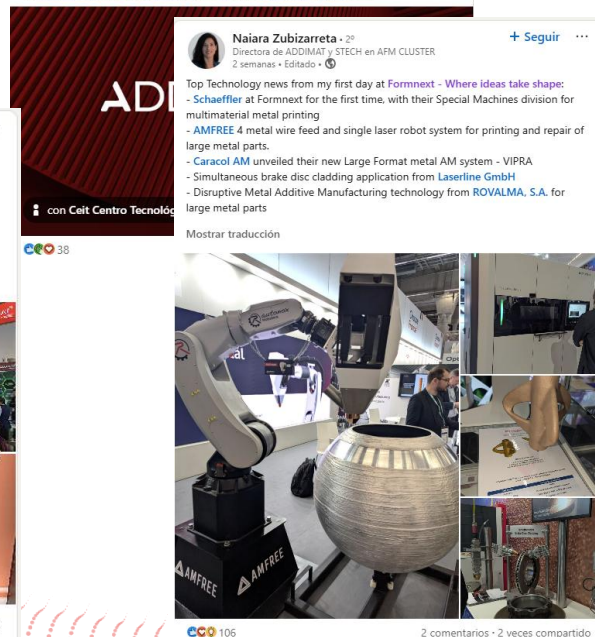 ADI
con Ceit Centro Tecnológ
38
Naiara Zubizarreta • 2º
Directora de ADDIMAT y STECH en AFM CLUSTER
2 semanas • Editado •
+ Seguir ···
Top Technology news from my first day at Formnext - Where ideas take shape:
- Schaeffler at Formnext for the first time, with their Special Machines division for
multimaterial metal printing
- AMFREE 4 metal wire feed and single laser robot system for printing and repair of
large metal parts.
- Caracol AM unveiled their new Large Format metal AM system - VIPRA
- Simultaneous brake disc cladding application from Laserline GmbH
- Disruptive Metal Additive Manufacturing technology from ROVALMA, S.A. for
large metal parts
Mostrar traducción
AMFREE
AMFREE
106
2 comentarios • 2 veces compartido